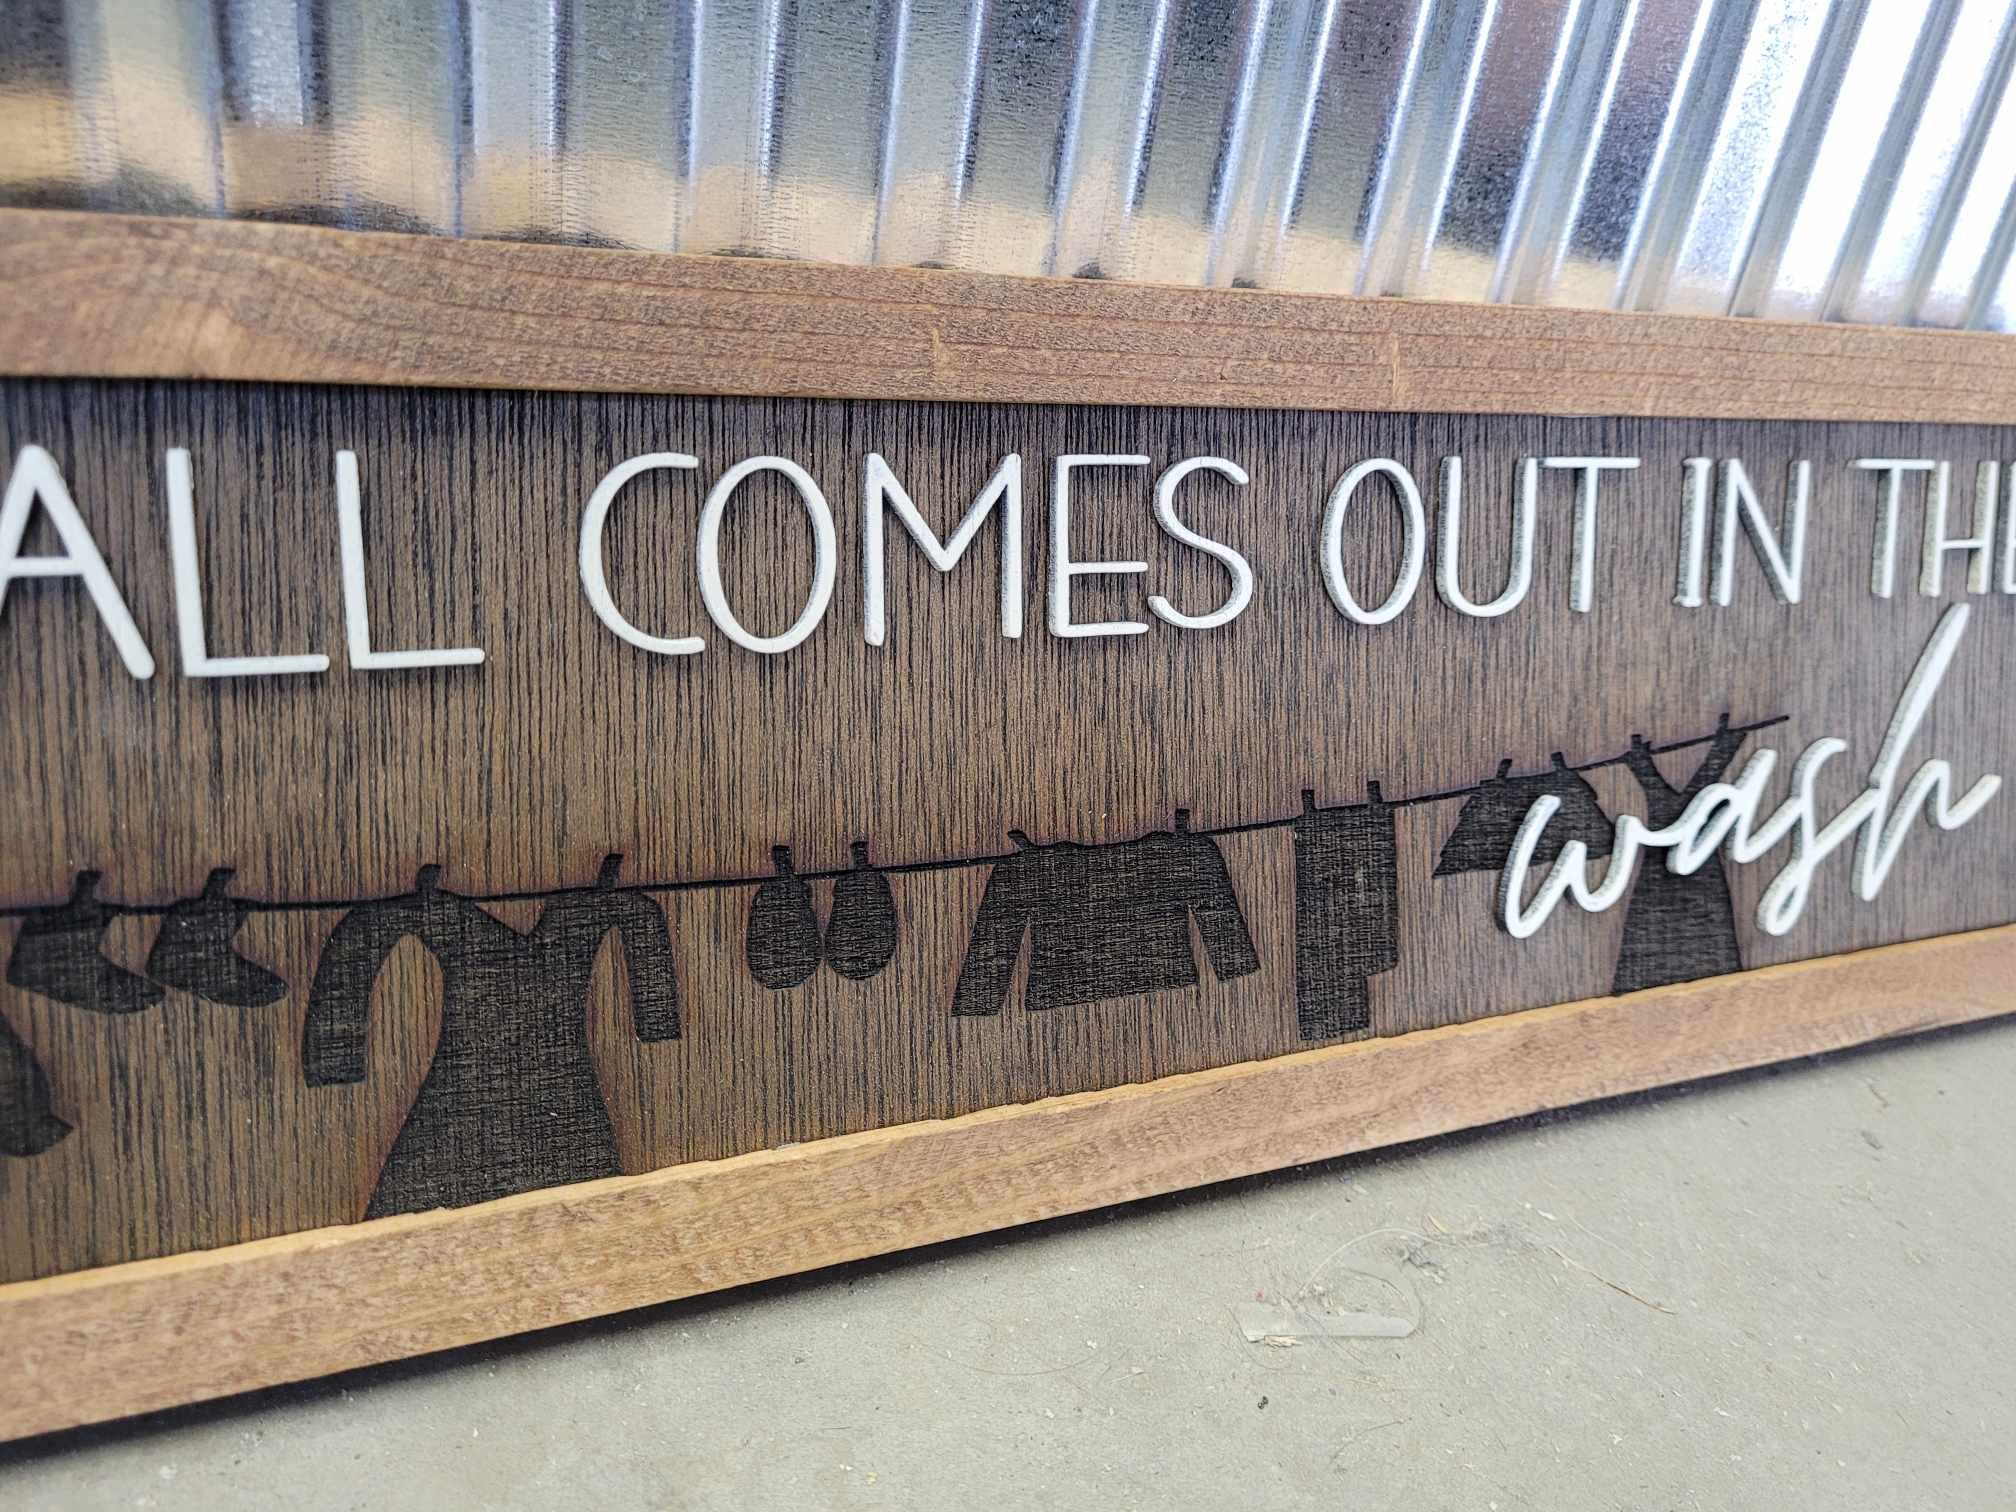 ALL COMES OUT IN THE
wash